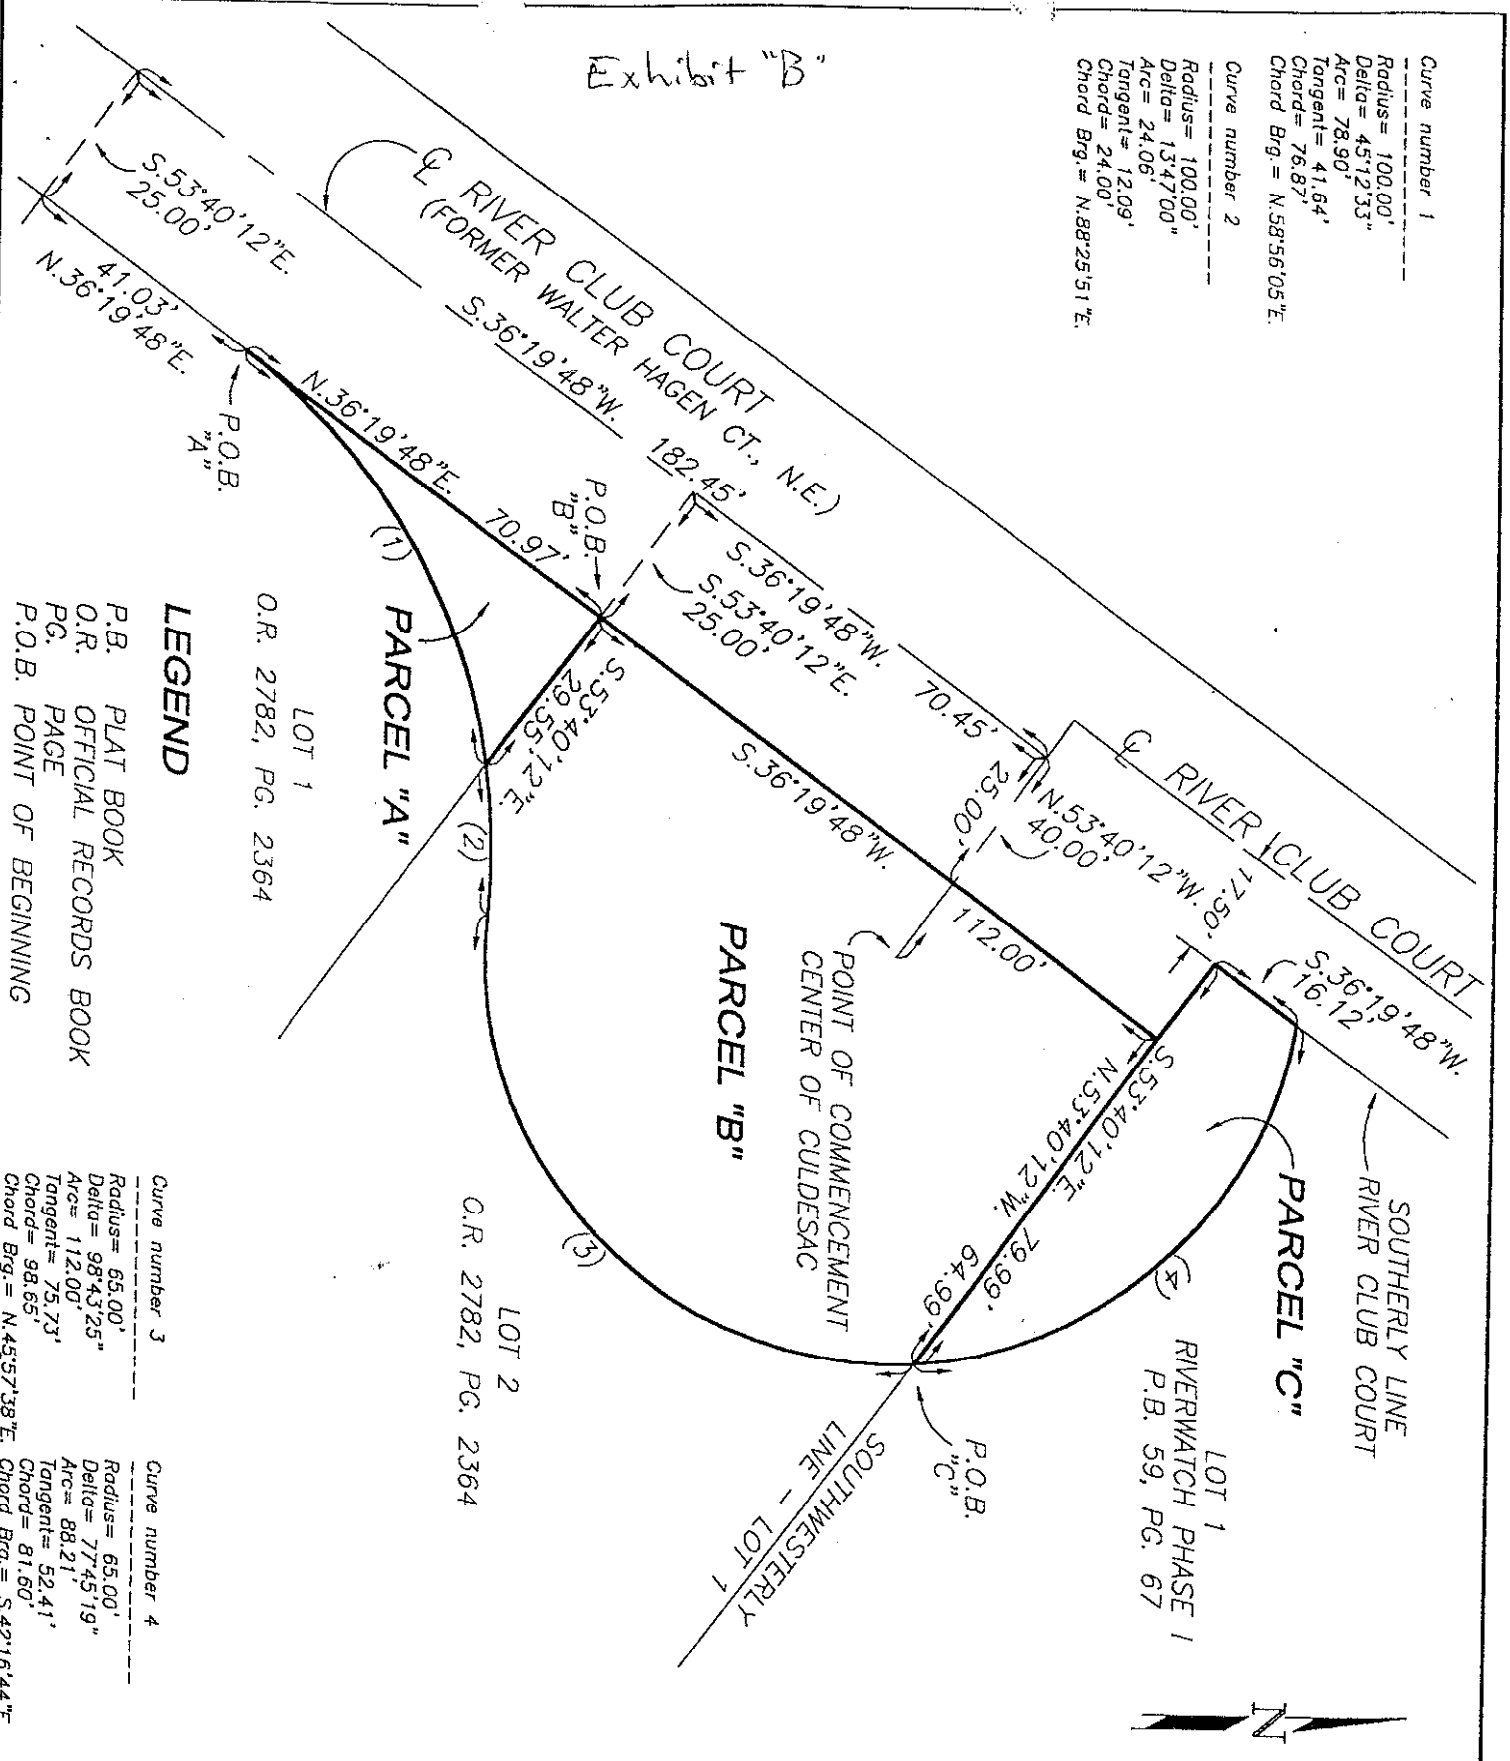 Exhibit "B"
Curve number 1
Radius= 100.00'
Delta= 45°12'33"
Arc= 78.90'
Tangent= 41.64'
Chord= 76.87'
Chord Brg.= N.58°56'05"E.
Curve number 2
Radius= 100.00'
Delta= 13°47'00"
Arc= 24.06'
Tangent= 12.09'
Chord= 24.00'
Chord Brg.= N.88°25'51"E.
℄ RIVER CLUB COURT
(FORMER WALTER HAGEN CT., N.E.)
S.53°40'12"E.
25.00'
41.03'
N.36°19'48"E.
S.36°19'48"W. 182.45'
P.O.B.
"A"
N.36°19'48"E. 70.97'
P.O.B.
"B"
(1)
S.36°19'48"W. 70.45'
S.53°40'12"E.
25.00'
S.53°40'12"E.
29.55'
PARCEL "A"
LOT 1
O.R. 2782, PG. 2364
(2)
S.36°19'48"W. 112.00'
25.00'
N.53°40'12"W.
40.00'
℄ RIVER CLUB COURT
17.50'
S.36°19'48"W.
16.12'
SOUTHERLY LINE
RIVER CLUB COURT
POINT OF COMMENCEMENT
CENTER OF CULDESAC
PARCEL "B"
S.53°40'12"E. 79.99'
N.53°40'12"W. 64.99'
PARCEL "C"
(4)
LOT 1
RIVERWATCH PHASE I
P.B. 59, PG. 67
P.O.B.
"C"
SOUTHWESTERLY
LINE - LOT 1
(3)
LOT 2
O.R. 2782, PG. 2364
N
LEGEND
P.B. PLAT BOOK
O.R. OFFICIAL RECORDS BOOK
PG. PAGE
P.O.B. POINT OF BEGINNING
Curve number 3
Radius= 65.00'
Delta= 98°43'25"
Arc= 112.00'
Tangent= 75.73'
Chord= 98.65'
Chord Brg.= N.45°57'38"E.
Curve number 4
Radius= 65.00'
Delta= 77°45'19"
Arc= 88.21'
Tangent= 52.41'
Chord= 81.60'
Chord Brg.= S.42°16'44"E